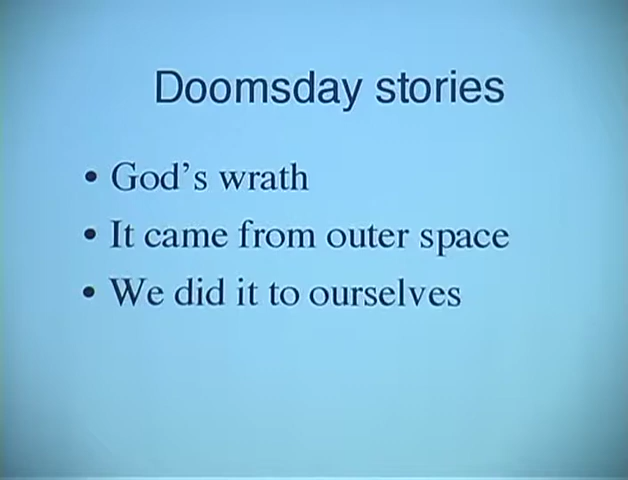 Doomsday stories
• God's wrath
• It came from outer space
• We did it to ourselves